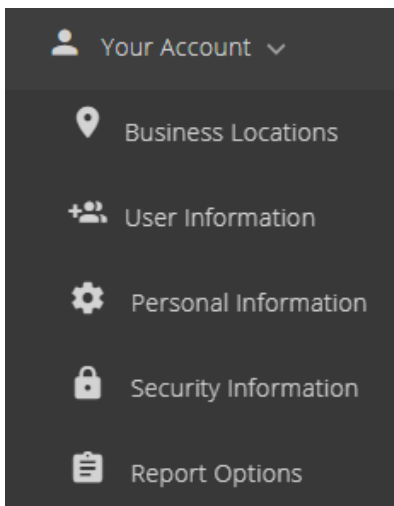 Your Account
Business Locations
User Information
Personal Information
Security Information
Report Options